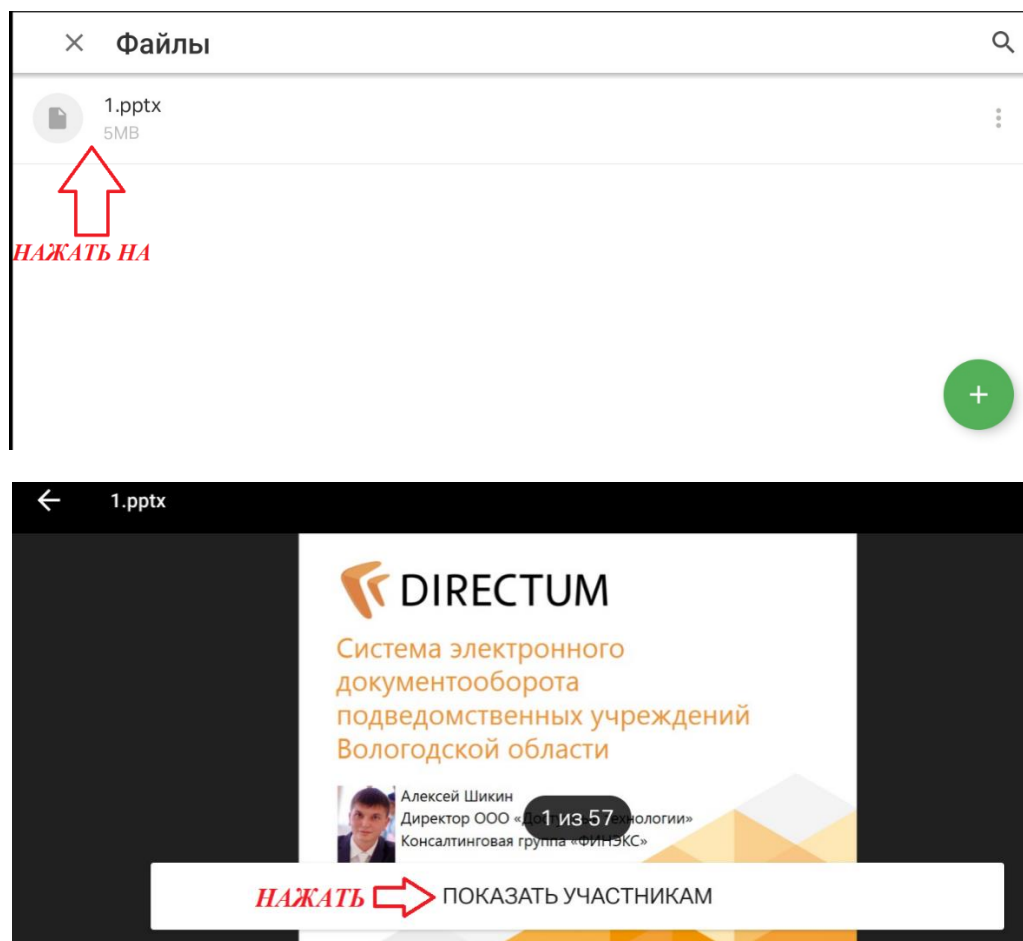 Файлы
1.pptx
5MB
НАЖАТЬ НА
1.pptx
DIRECTUM
Система электронного
документооборота
подведомственных учреждений
Вологодской области
Алексей Шикин
Директор ООО «Дост технологии»
1 из 57
Консалтинговая группа «ФИНЭКС»
НАЖАТЬ ПОКАЗАТЬ УЧАСТНИКАМ